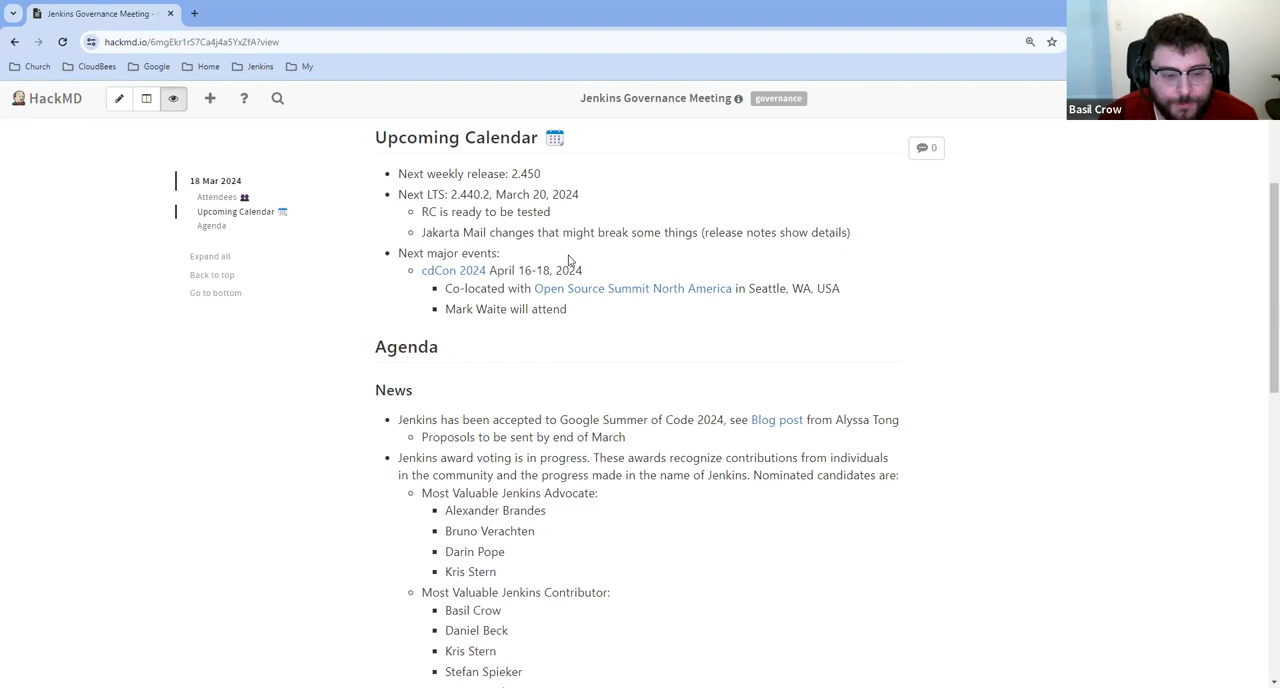 Jenkins Governance Meeting -
hackmd.io/6mgEkr1rS7Ca4j4a5YxZfA?view
Church CloudBees Google Home Jenkins My
Basil Crow
HackMD
Jenkins Governance Meeting governance
18 Mar 2024
Attendees
Upcoming Calendar
Agenda
Expand all
Back to top
Go to bottom
Upcoming Calendar
0
Next weekly release: 2.450
Next LTS: 2.440.2, March 20, 2024
RC is ready to be tested
Jakarta Mail changes that might break some things (release notes show details)
Next major events:
cdCon 2024 April 16-18, 2024
Co-located with Open Source Summit North America in Seattle, WA, USA
Mark Waite will attend
Agenda
News
Jenkins has been accepted to Google Summer of Code 2024, see Blog post from Alyssa Tong
Proposals to be sent by end of March
Jenkins award voting is in progress. These awards recognize contributions from individuals
in the community and the progress made in the name of Jenkins. Nominated candidates are:
Most Valuable Jenkins Advocate:
Alexander Brandes
Bruno Verachten
Darin Pope
Kris Stern
Most Valuable Jenkins Contributor:
Basil Crow
Daniel Beck
Kris Stern
Stefan Spieker